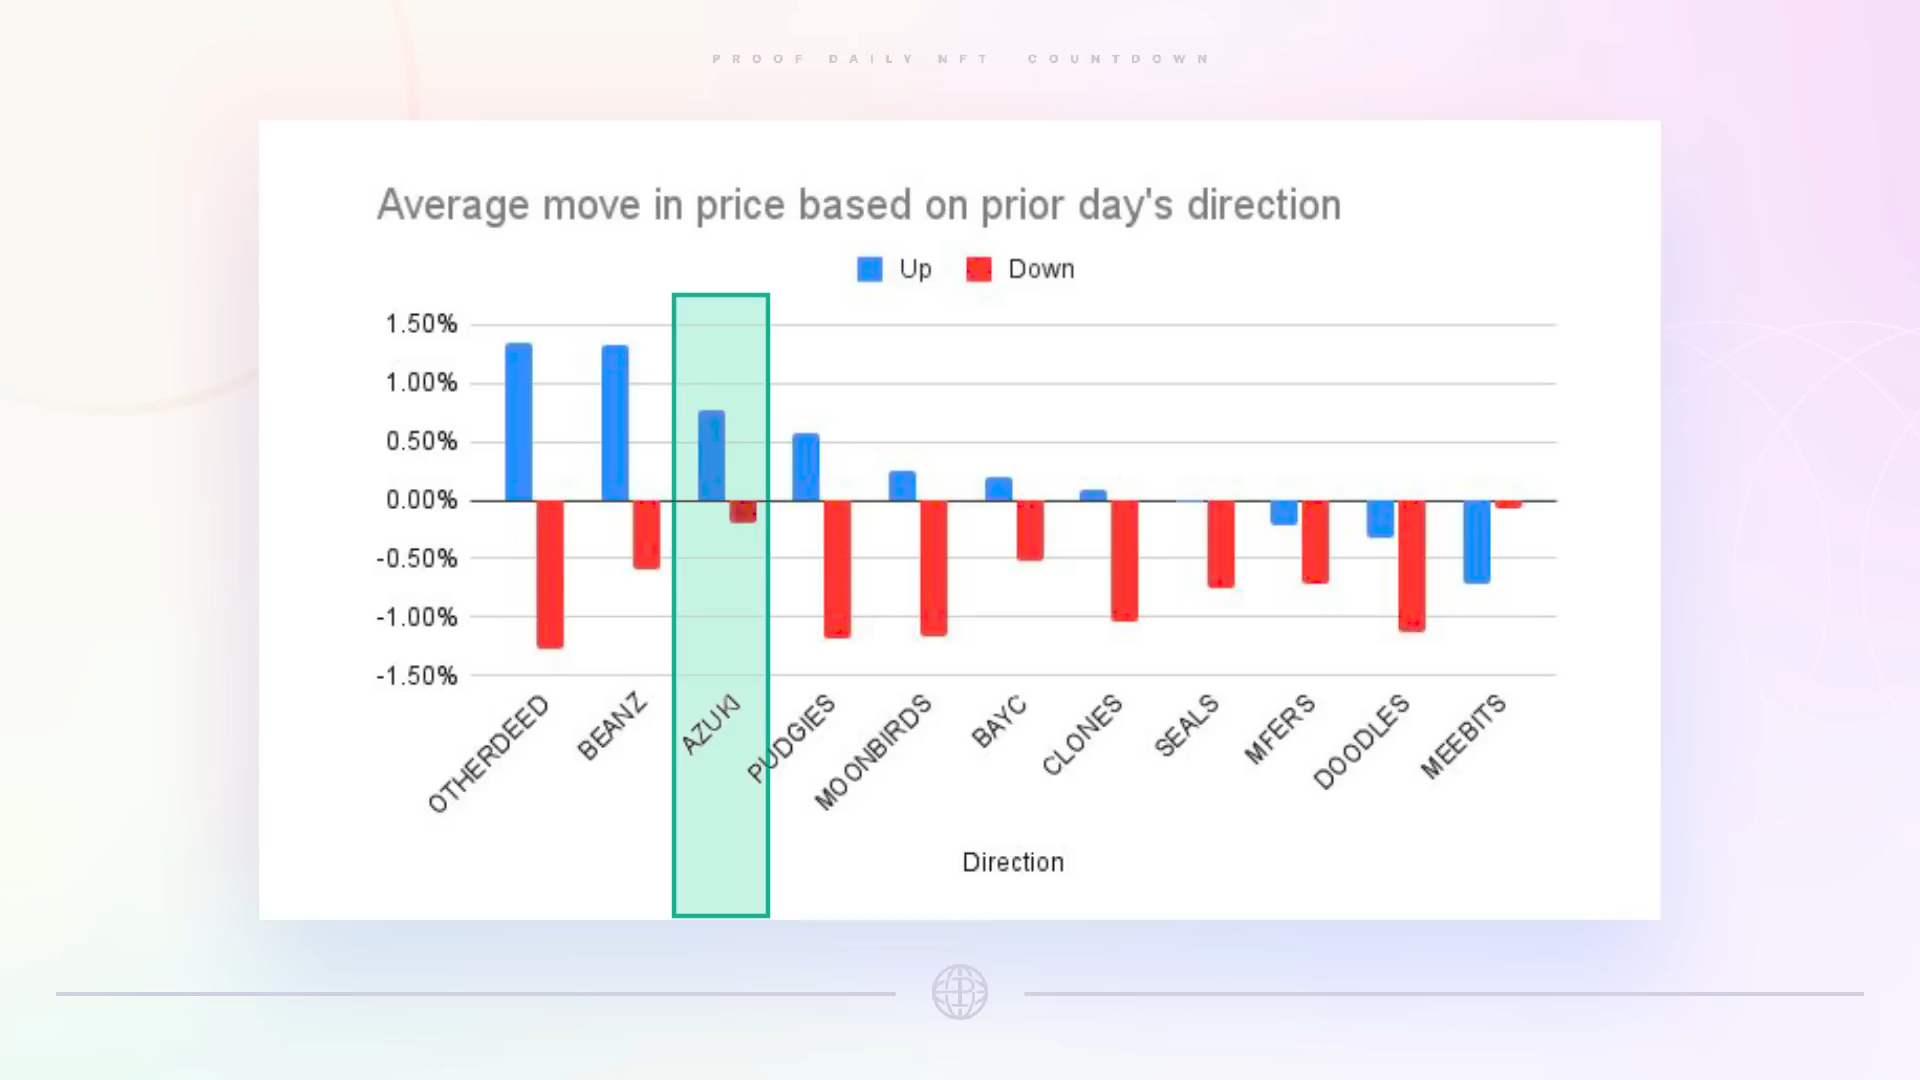 PROOF DAILY NFT COUNTDOWN
Average move in price based on prior day's direction
Up Down
1.50%
1.00%
0.50%
0.00%
-0.50%
-1.00%
-1.50%
OTHERDEED BEANZ AZUKI PUDGIES MOONBIRDS BAYC CLONES SEALS MFERS DOODLES MEEBITS
Direction